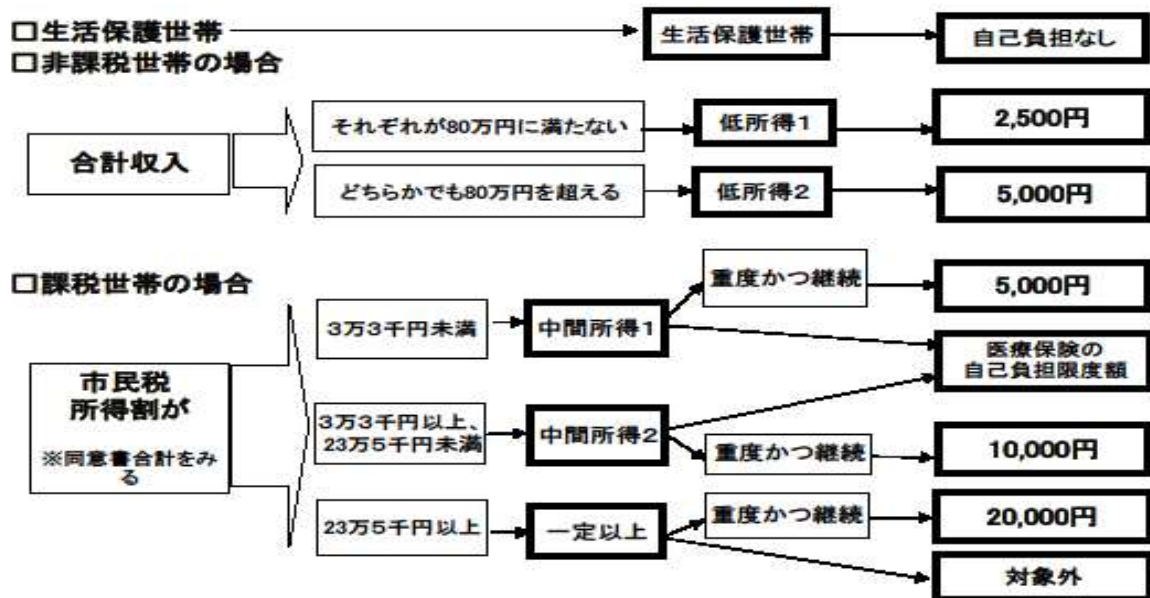 □生活保護世帯
生活保護世帯
自己負担なし
□非課税世帯の場合
合計収入
それぞれが80万円に満たない
低所得1
2,500円
どちらかでも80万円を超える
低所得2
5,000円
□課税世帯の場合
市民税
所得割が
※同意書合計をみ
る
3万3千円未満
中間所得1
重度かつ継続
5,000円
医療保険の
自己負担限度額
3万3千円以上、
23万5千円未満
中間所得2
重度かつ継続
10,000円
23万5千円以上
一定以上
重度かつ継続
20,000円
対象外